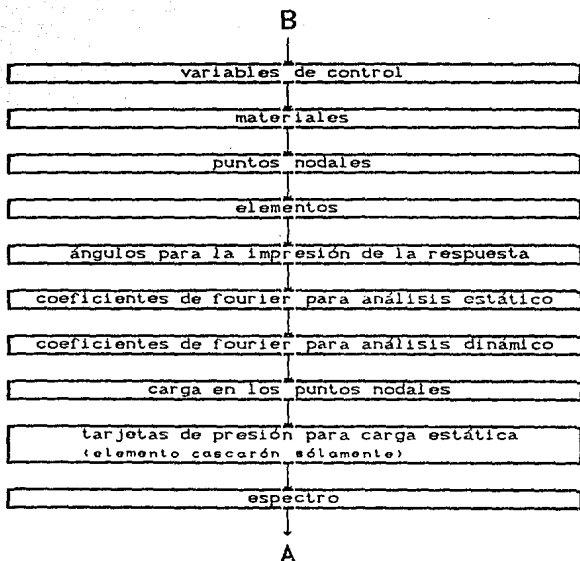 B
variables de control
materiales
puntos nodales
elementos
ángulos para la impresión de la respuesta
coeficientes de fourier para análisis estático
coeficientes de fourier para análisis dinámico
carga en los puntos nodales
tarjetas de presión para carga estática
(elemento cascarón sólamente)
espectro
A